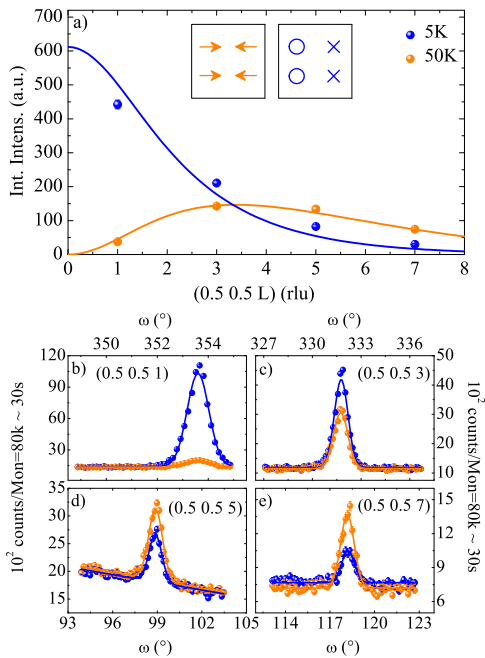 a)
5K
50K
Int. Intens. (a.u.)
700
600
500
400
300
200
100
0
0 1 2 3 4 5 6 7 8
(0.5 0.5 L) (rlu)
ω (°) ω (°)
350 352 354 327 330 333 336
b) (0.5 0.5 1)
120
90
60
30
c) (0.5 0.5 3)
50
40
30
20
10
d) (0.5 0.5 5)
35
30
25
20
15
10
e) (0.5 0.5 7)
15
12
9
6
10² counts/Mon=80k ~ 30s
10² counts/Mon=80k ~ 30s
93 96 99 102 105 114 117 120 123
ω (°) ω (°)